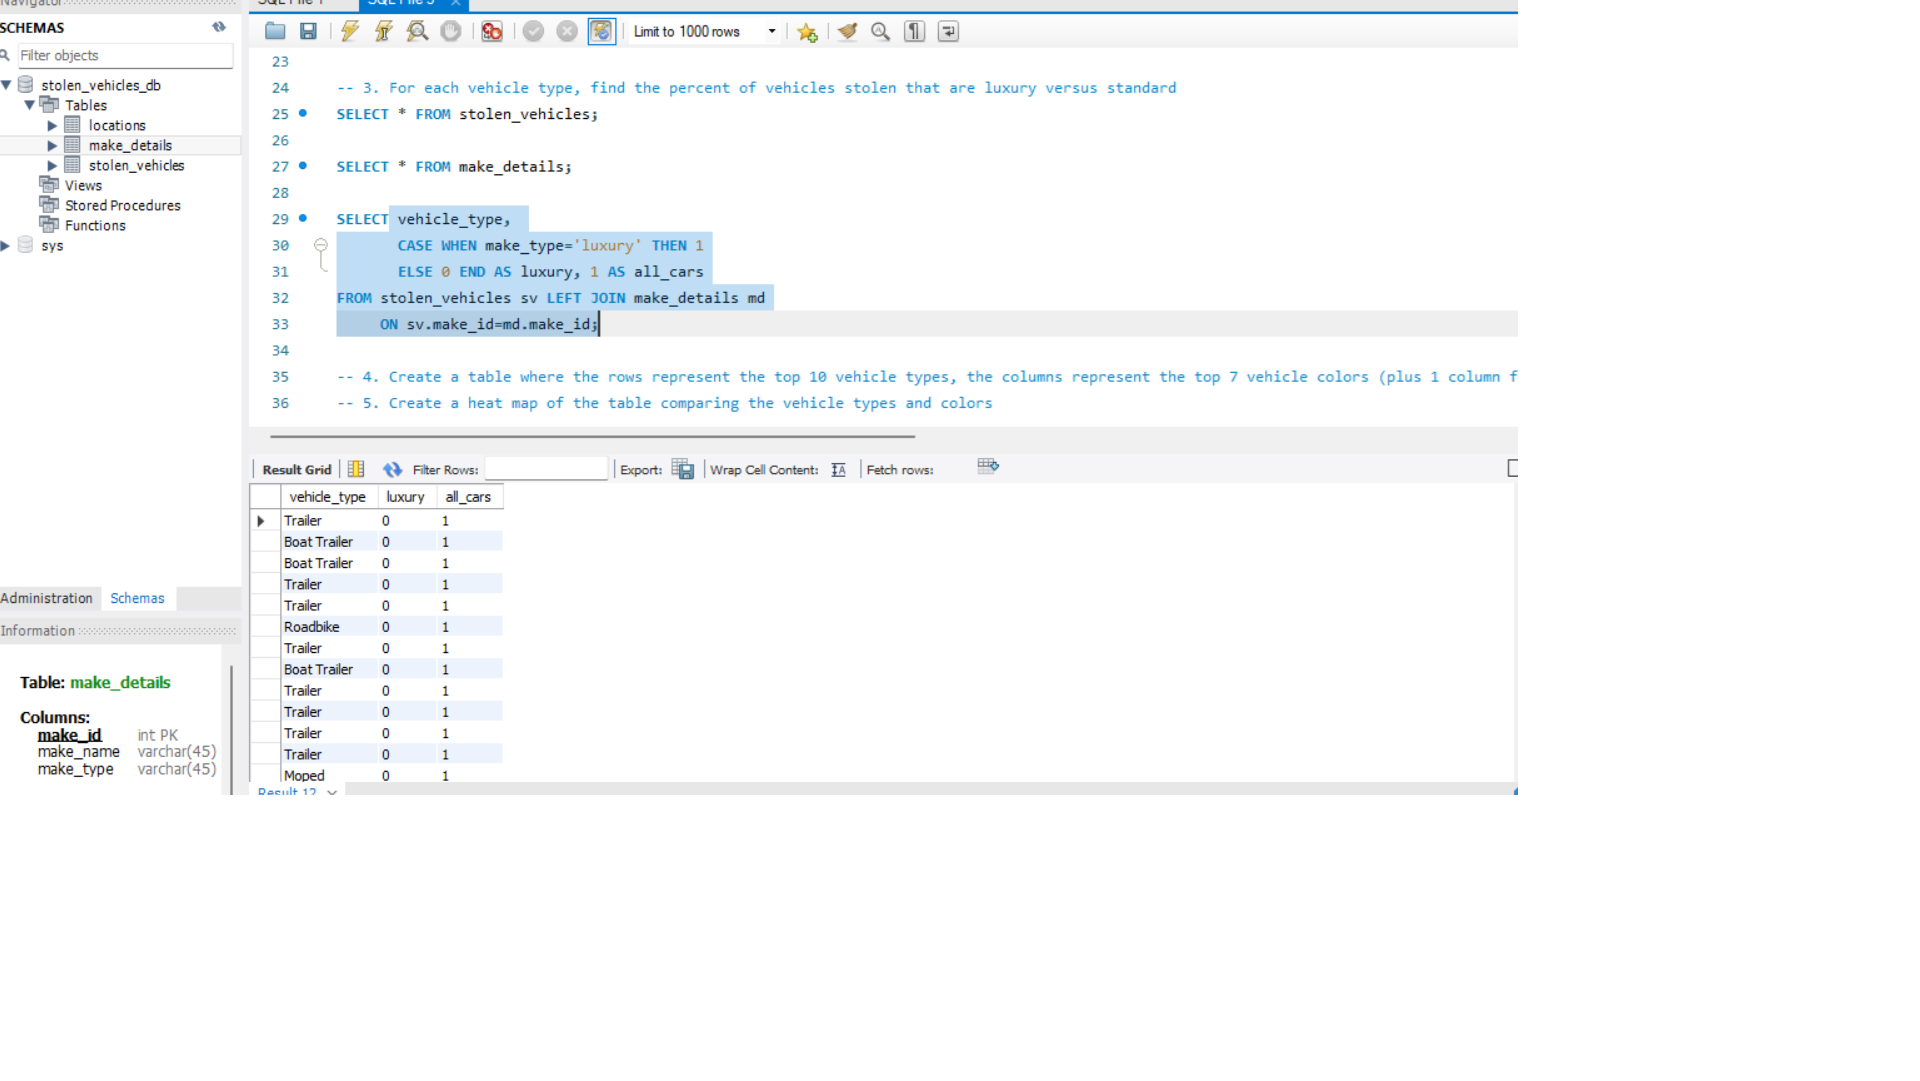 Navigator
SQL File 1
SQL File 3
SCHEMAS
Limit to 1000 rows
Filter objects
stolen_vehicles_db
Tables
locations
make_details
stolen_vehicles
Views
Stored Procedures
Functions
sys
23
24 -- 3. For each vehicle type, find the percent of vehicles stolen that are luxury versus standard
25 SELECT * FROM stolen_vehicles;
26
27 SELECT * FROM make_details;
28
29 SELECT vehicle_type,
30 CASE WHEN make_type='luxury' THEN 1
31 ELSE 0 END AS luxury, 1 AS all_cars
32 FROM stolen_vehicles sv LEFT JOIN make_details md
33 ON sv.make_id=md.make_id;
34
35 -- 4. Create a table where the rows represent the top 10 vehicle types, the columns represent the top 7 vehicle colors (plus 1 column f
36 -- 5. Create a heat map of the table comparing the vehicle types and colors
Result Grid Filter Rows: Export: Wrap Cell Content: Fetch rows:
vehicle_type luxury all_cars
Trailer 0 1
Boat Trailer 0 1
Boat Trailer 0 1
Trailer 0 1
Trailer 0 1
Roadbike 0 1
Trailer 0 1
Boat Trailer 0 1
Trailer 0 1
Trailer 0 1
Trailer 0 1
Trailer 0 1
Moped 0 1
Result 12
Administration Schemas
Information
Table: make_details
Columns:
make_id int PK
make_name varchar(45)
make_type varchar(45)